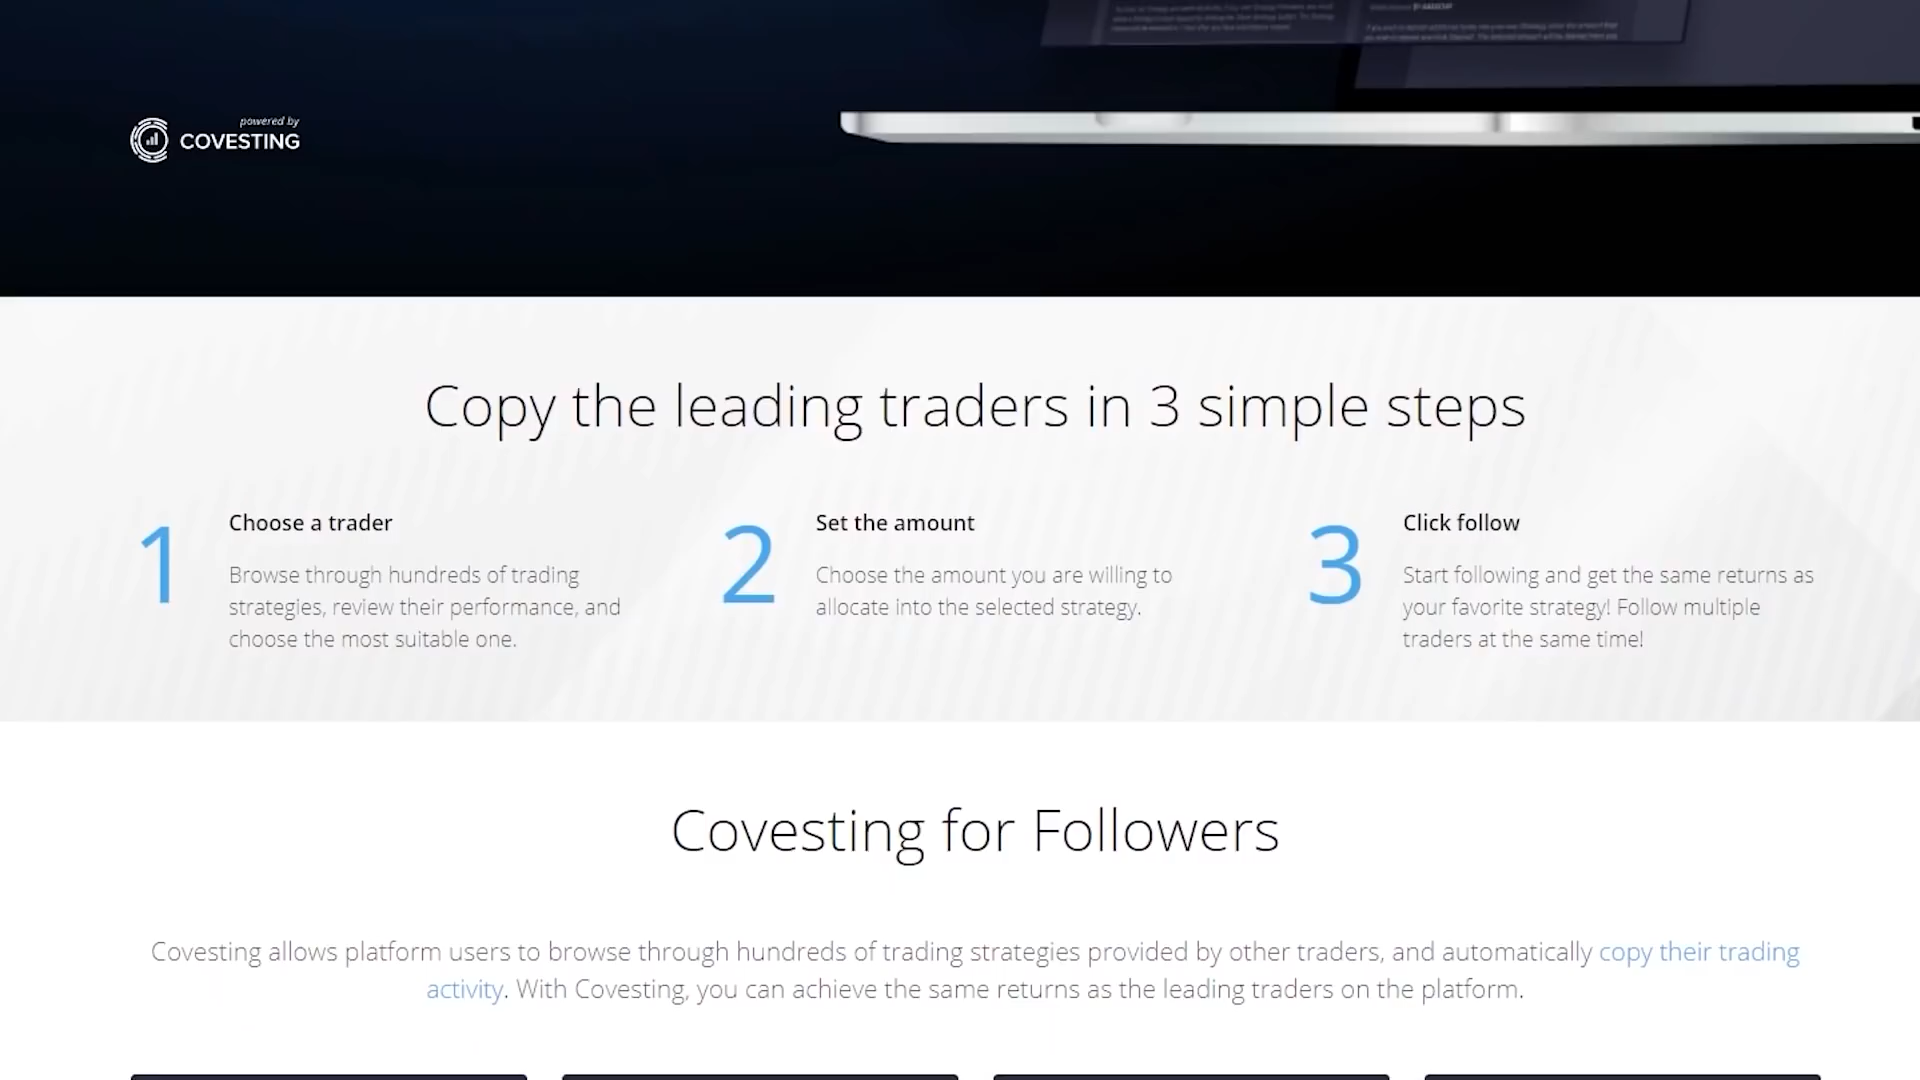 powered by
COVESTING
Copy the leading traders in 3 simple steps
1
Choose a trader
Browse through hundreds of trading
strategies, review their performance, and
choose the most suitable one.
2
Set the amount
Choose the amount you are willing to
allocate into the selected strategy.
3
Click follow
Start following and get the same returns as
your favorite strategy! Follow multiple
traders at the same time!
Covesting for Followers
Covesting allows platform users to browse through hundreds of trading strategies provided by other traders, and automatically copy their trading
activity. With Covesting, you can achieve the same returns as the leading traders on the platform.